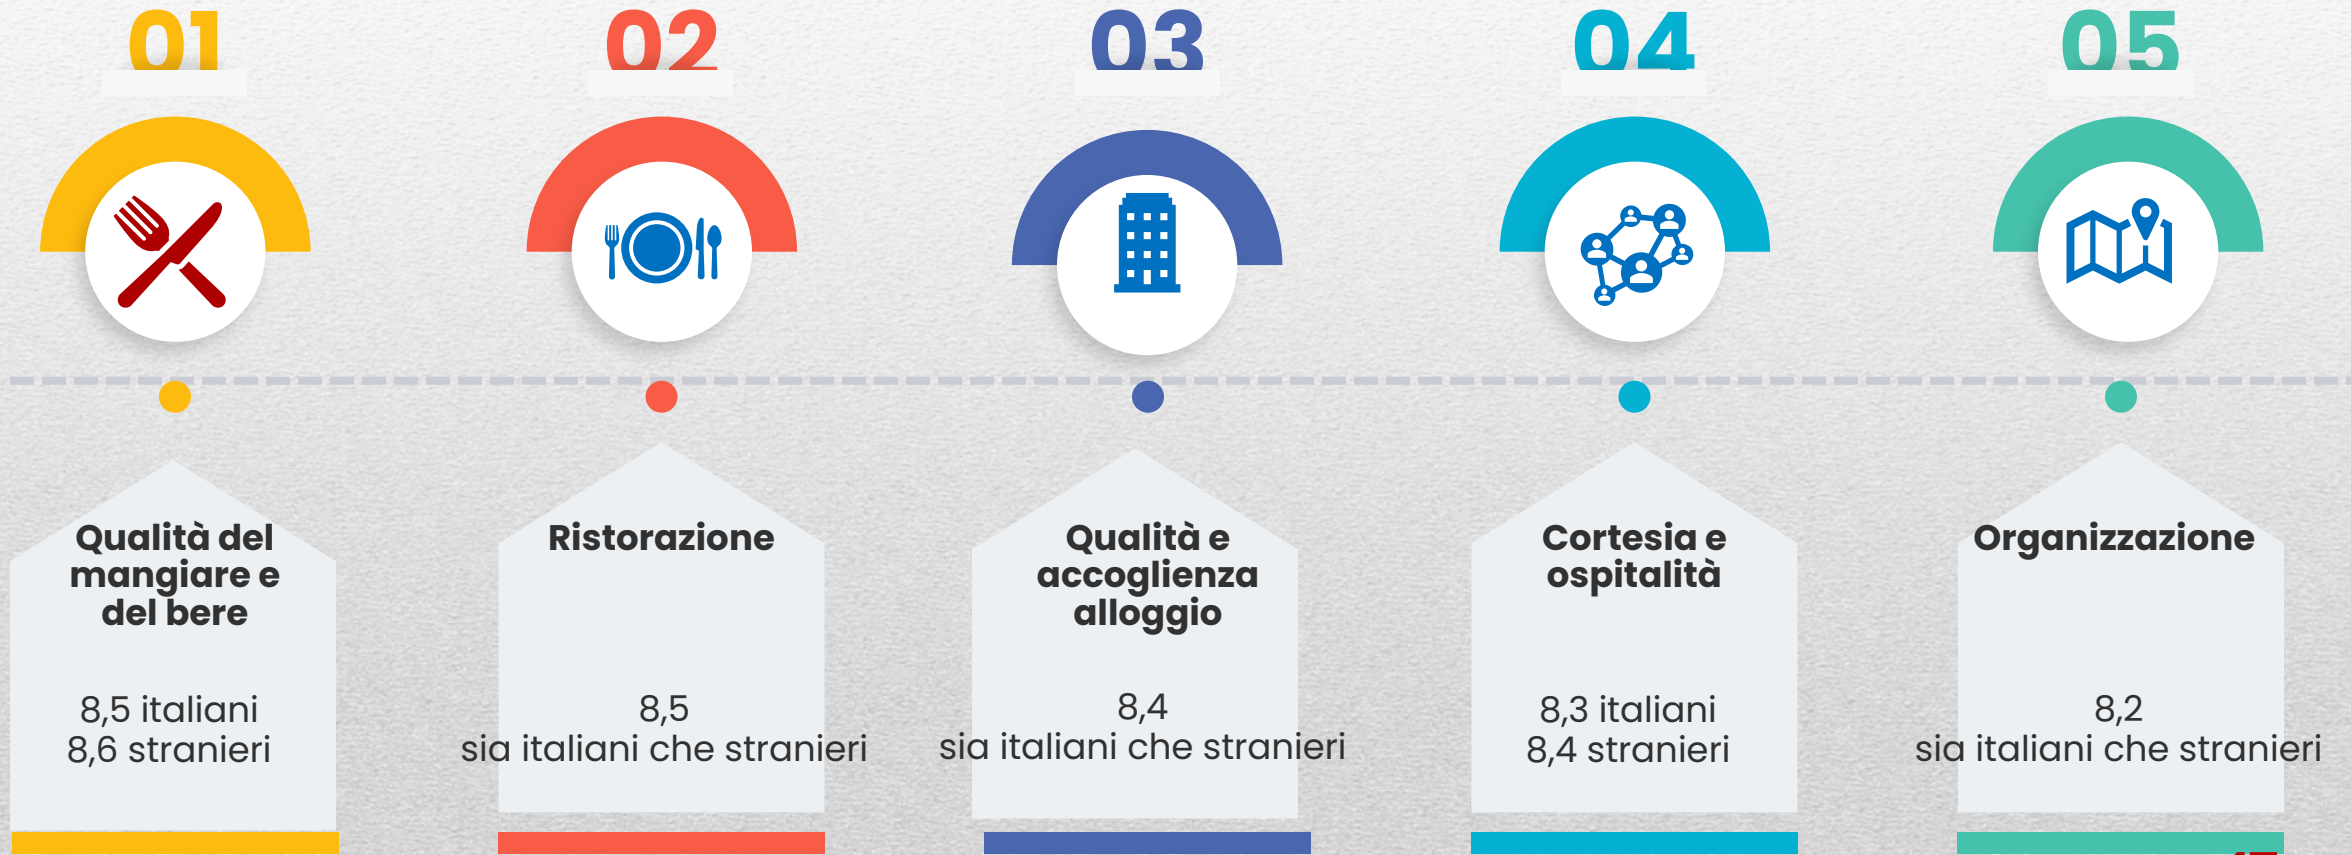 01
02
03
04
05
Qualità del
mangiare e
del bere
8,5 italiani
8,6 stranieri
Ristorazione
8,5
sia italiani che stranieri
Qualità e
accoglienza
alloggio
8,4
sia italiani che stranieri
Cortesia e
ospitalità
8,3 italiani
8,4 stranieri
Organizzazione
8,2
sia italiani che stranieri